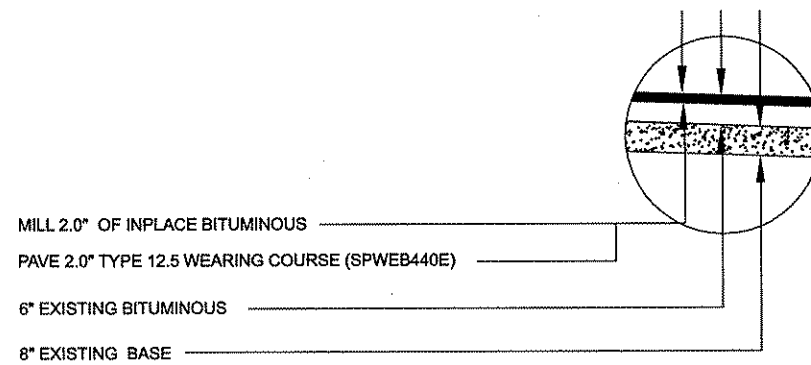 MILL 2.0" OF INPLACE BITUMINOUS
PAVE 2.0" TYPE 12.5 WEARING COURSE (SPWEB440E)
6" EXISTING BITUMINOUS
8" EXISTING BASE